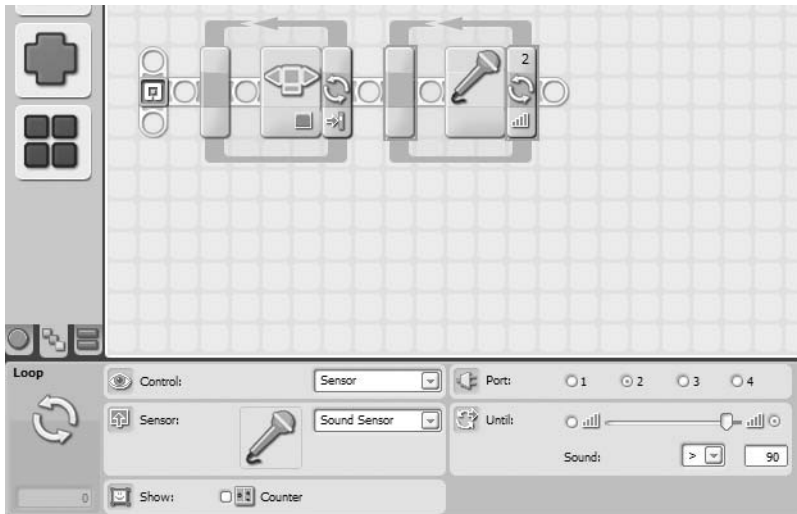 2
Loop
0
Control: Sensor
Sensor: Sound Sensor
Show: Counter
Port: 1 2 3 4
Until:
Sound: > 90